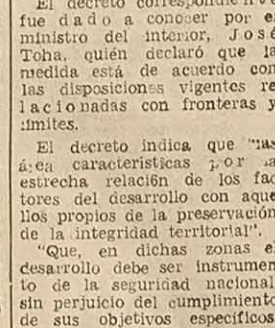 El decreto correspondiente
fue dado a conocer por el
ministro del interior, José
Toha, quién declaró que la
medida está de acuerdo con
las disposiciones vigentes re
lacionadas con fronteras y
límites.
El decreto indica que "las
área características por la
estrecha relación de los fac
tores del desarrollo con aque
llos propios de la preservación
de la integridad territorial".
"Que, en dichas zonas el
desarrollo debe ser instrumen
to de la seguridad nacional
sin perjuicio del cumplimiento
de sus objetivos específicos